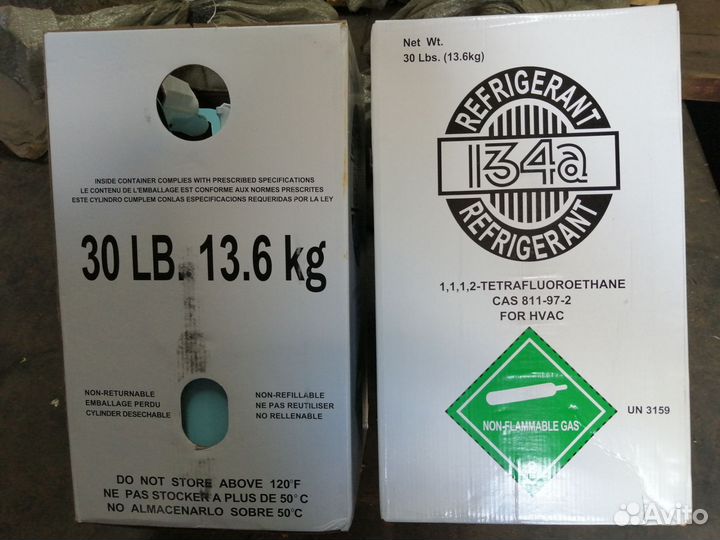 INSIDE CONTAINER COMPLIES WITH PRESCRIBED SPECIFICATIONS
LE CONTENU DE L'EMBALLAGE EST CONFORME AUX NORMES PRESCRITES
ESTE CYLINDRO CUMPLEM CONLAS ESPECIFICACIONS REQUERIDAS POR LA LEY
30 LB. 13.6 kg
NON-RETURNABLE
EMBALLAGE PERDU
CYLINDER DESECHABLE
NON-REFILLABLE
NE PAS REUTILISER
NO RELLENABLE
DO NOT STORE ABOVE 120°F
NE PAS STOCKER A PLUS DE 50°C
NO ALMACENARLO SOBRE 50°C
Net Wt.
30 Lbs. (13.6kg)
REFRIGERANT
134a
REFRIGERANT
1,1,1,2-TETRAFLUOROETHANE
CAS 811-97-2
FOR HVAC
NON-FLAMMABLE GAS
UN 3159
Avito